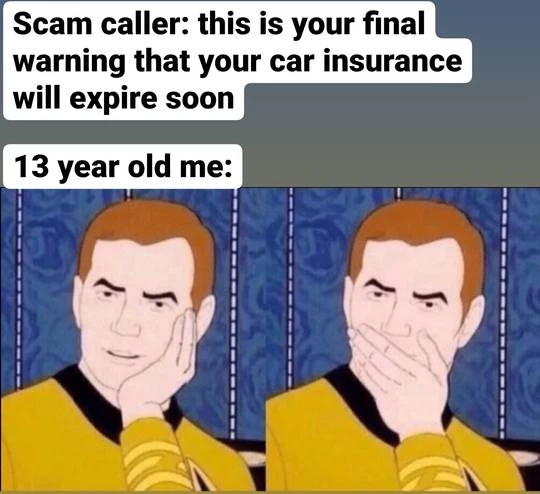 Scam caller: this is your final
warning that your car insurance
will expire soon
13 year old me: